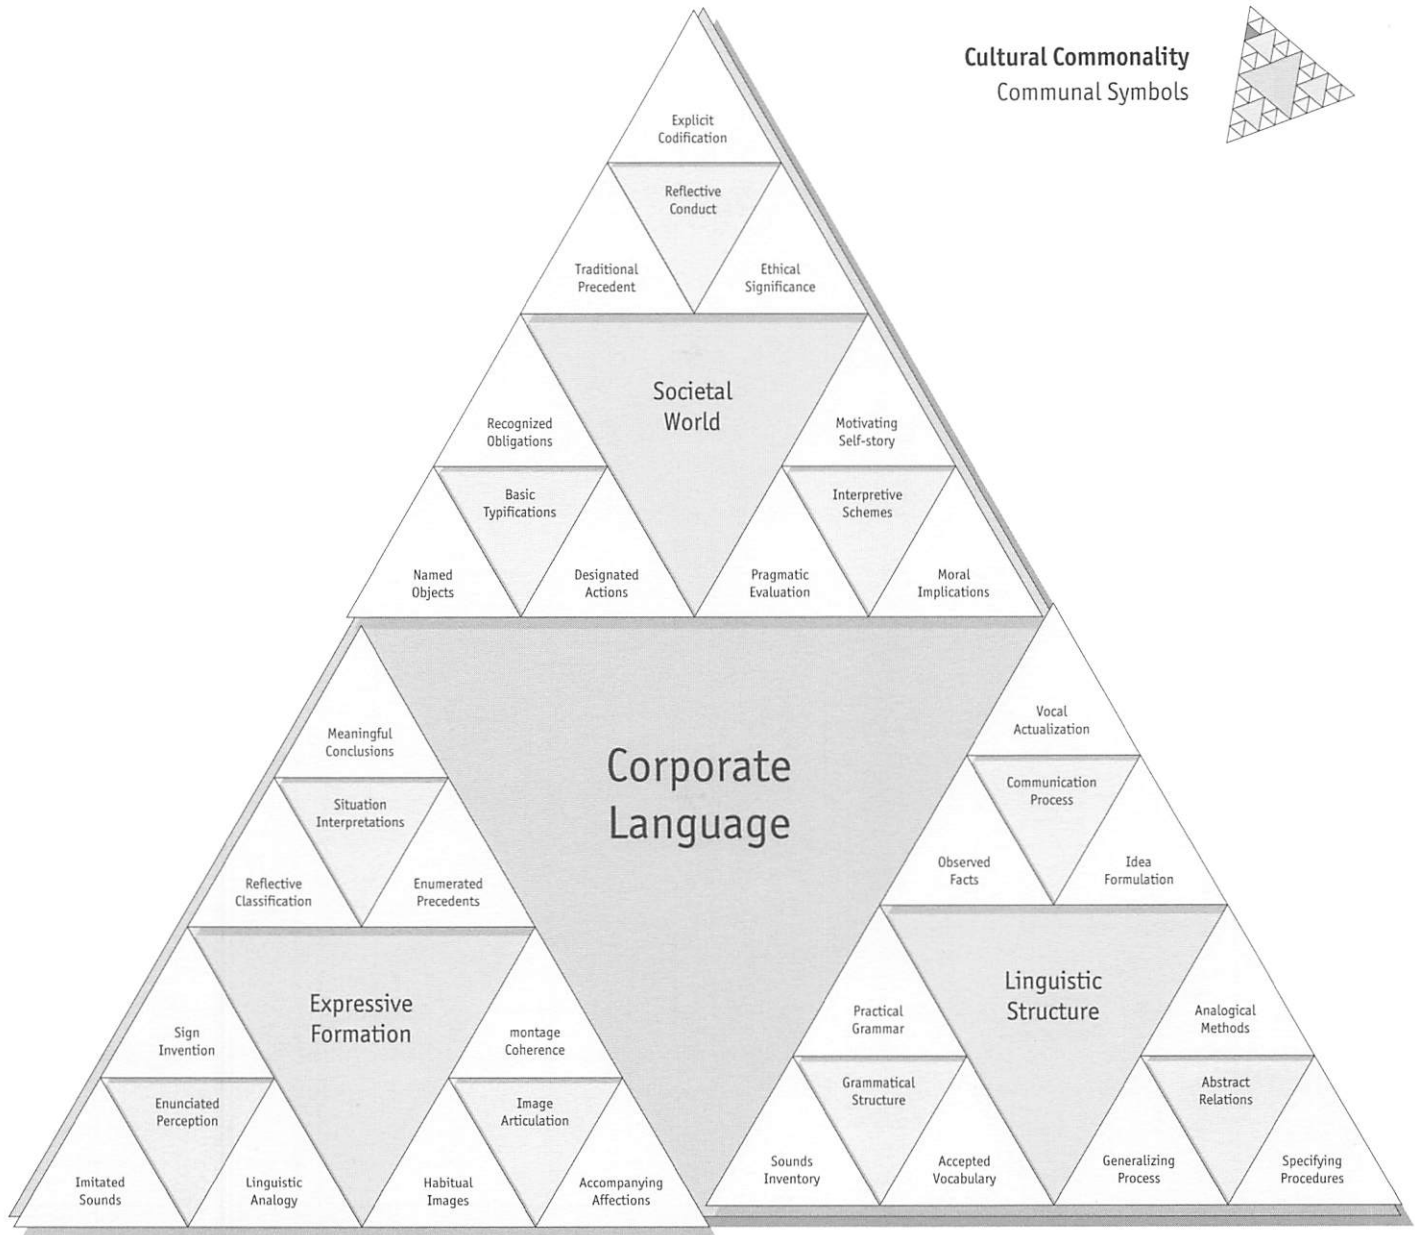 Cultural Commonality
Communal Symbols
Explicit
Codification
Reflective
Conduct
Traditional
Precedent
Ethical
Significance
Societal
World
Recognized
Obligations
Motivating
Self-story
Basic
Typifications
Interpretive
Schemes
Named
Objects
Designated
Actions
Pragmatic
Evaluation
Moral
Implications
Corporate
Language
Meaningful
Conclusions
Situation
Interpretations
Reflective
Classification
Enumerated
Precedents
Expressive
Formation
Sign
Invention
montage
Coherence
Enunciated
Perception
Image
Articulation
Imitated
Sounds
Linguistic
Analogy
Habitual
Images
Accompanying
Affections
Vocal
Actualization
Communication
Process
Observed
Facts
Idea
Formulation
Linguistic
Structure
Practical
Grammar
Analogical
Methods
Grammatical
Structure
Abstract
Relations
Sounds
Inventory
Accepted
Vocabulary
Generalizing
Process
Specifying
Procedures